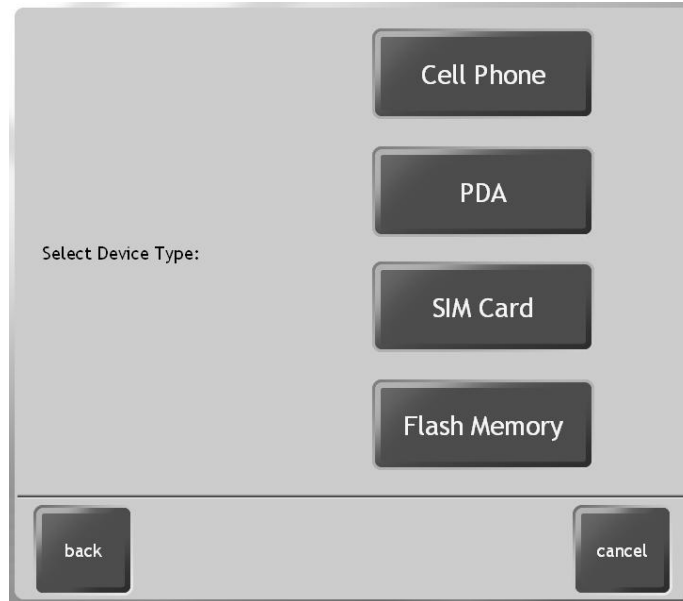 Cell Phone
PDA
Select Device Type:
SIM Card
Flash Memory
back
cancel